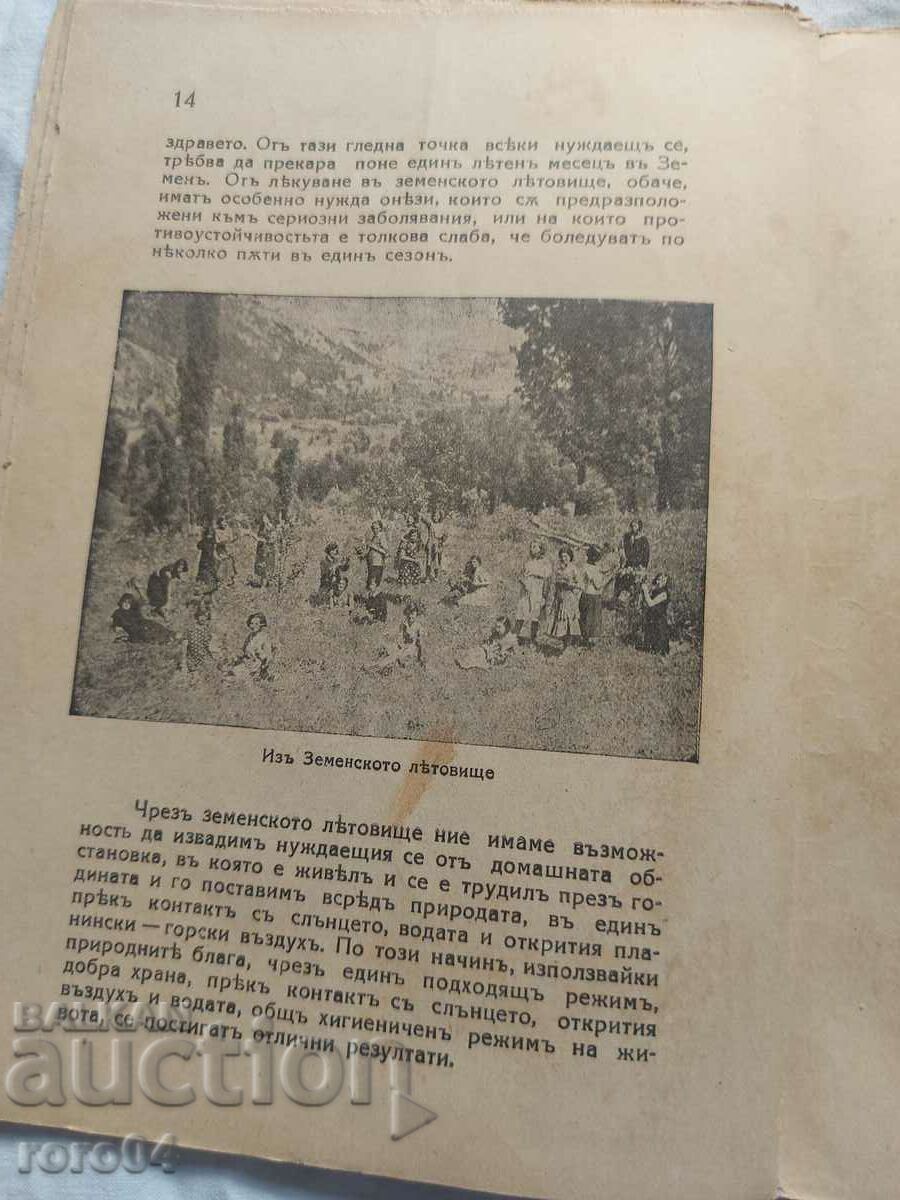 14
здравето. Отъ тази гледна точка всѣки нуждаещъ се,
трѣбва да прекара поне единъ лѣтенъ месецъ въ Зе-
менъ. Отъ лѣкуване въ земенското лѣтовище, обаче,
иматъ особенно нужда онѣзи, които сѫ предразполо-
жени къмъ сериозни заболявания, или на които про-
тивоустойчивостьта е толкова слаба, че боледуватъ по
нѣколко пѫти въ единъ сезонъ.
Изъ Земенското лѣтовище
Чрезъ земенското лѣтовище ние имаме възмож-
ность да извадимъ нуждаещия се отъ домашната об-
становка, въ която е живѣлъ и се е трудил презъ го-
дината и го поставимъ всрѣдъ природата, въ единъ
прѣкъ контактъ съ слънцето, водата и открития пла-
нински — горски въздухъ. По този начинъ, използвайки
природнитѣ блага, чрезъ единъ подходящъ режимъ,
добра храна, прѣкъ контактъ съ слънцето, открития
въздухъ и водата, общъ хигиениченъ режимъ на жи-
вота, се постигатъ отлични резултати.
BALKAN
auction
roro04